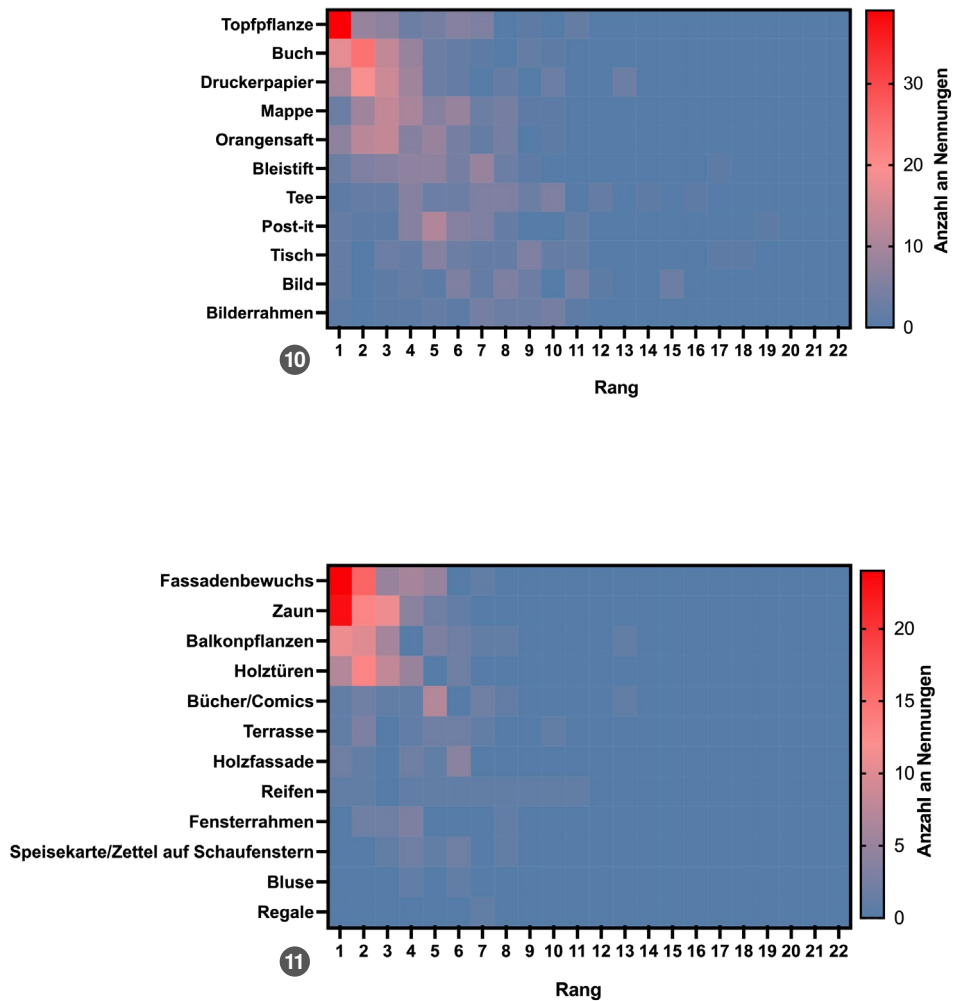 Topfpflanze
Buch
Druckerpapier
Mappe
Orangensaft
Bleistift
Tee
Post-it
Tisch
Bild
Bilderrahmen
1 2 3 4 5 6 7 8 9 10 11 12 13 14 15 16 17 18 19 20 21 22
Rang
30
20
10
0
Anzahl an Nennungen
10
Fassadenbewuchs
Zaun
Balkonpflanzen
Holztüren
Bücher/Comics
Terrasse
Holzfassade
Reifen
Fensterrahmen
Speisekarte/Zettel auf Schaufenstern
Bluse
Regale
1 2 3 4 5 6 7 8 9 10 11 12 13 14 15 16 17 18 19 20 21 22
Rang
20
15
10
5
0
Anzahl an Nennungen
11